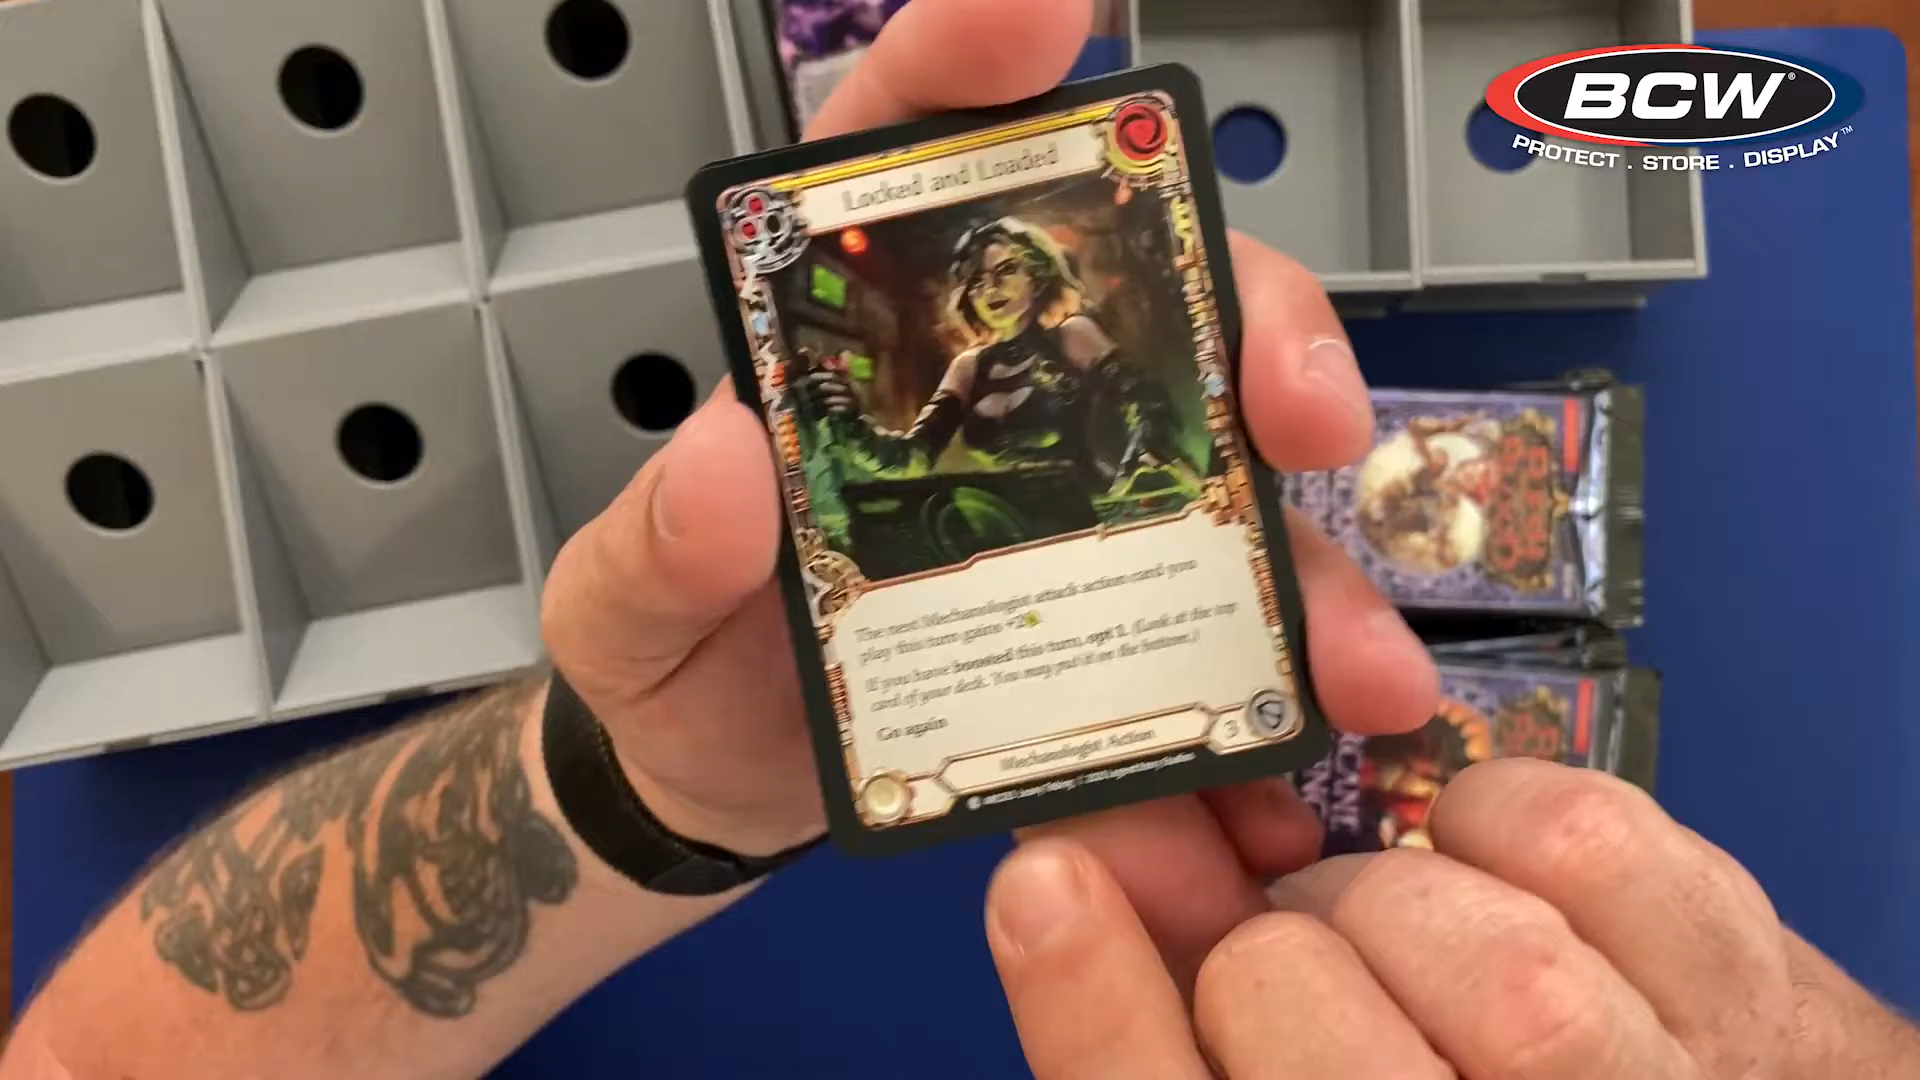 BCW®
PROTECT . STORE . DISPLAY™
Locked and Loaded
The next Mechanologist attack action card you
play this turn gains +2
If you have boosted this turn, opt 1. (Look at the top
card of your deck. You may put it on the bottom.)
Go again
Mechanologist Action
3
ARCANE